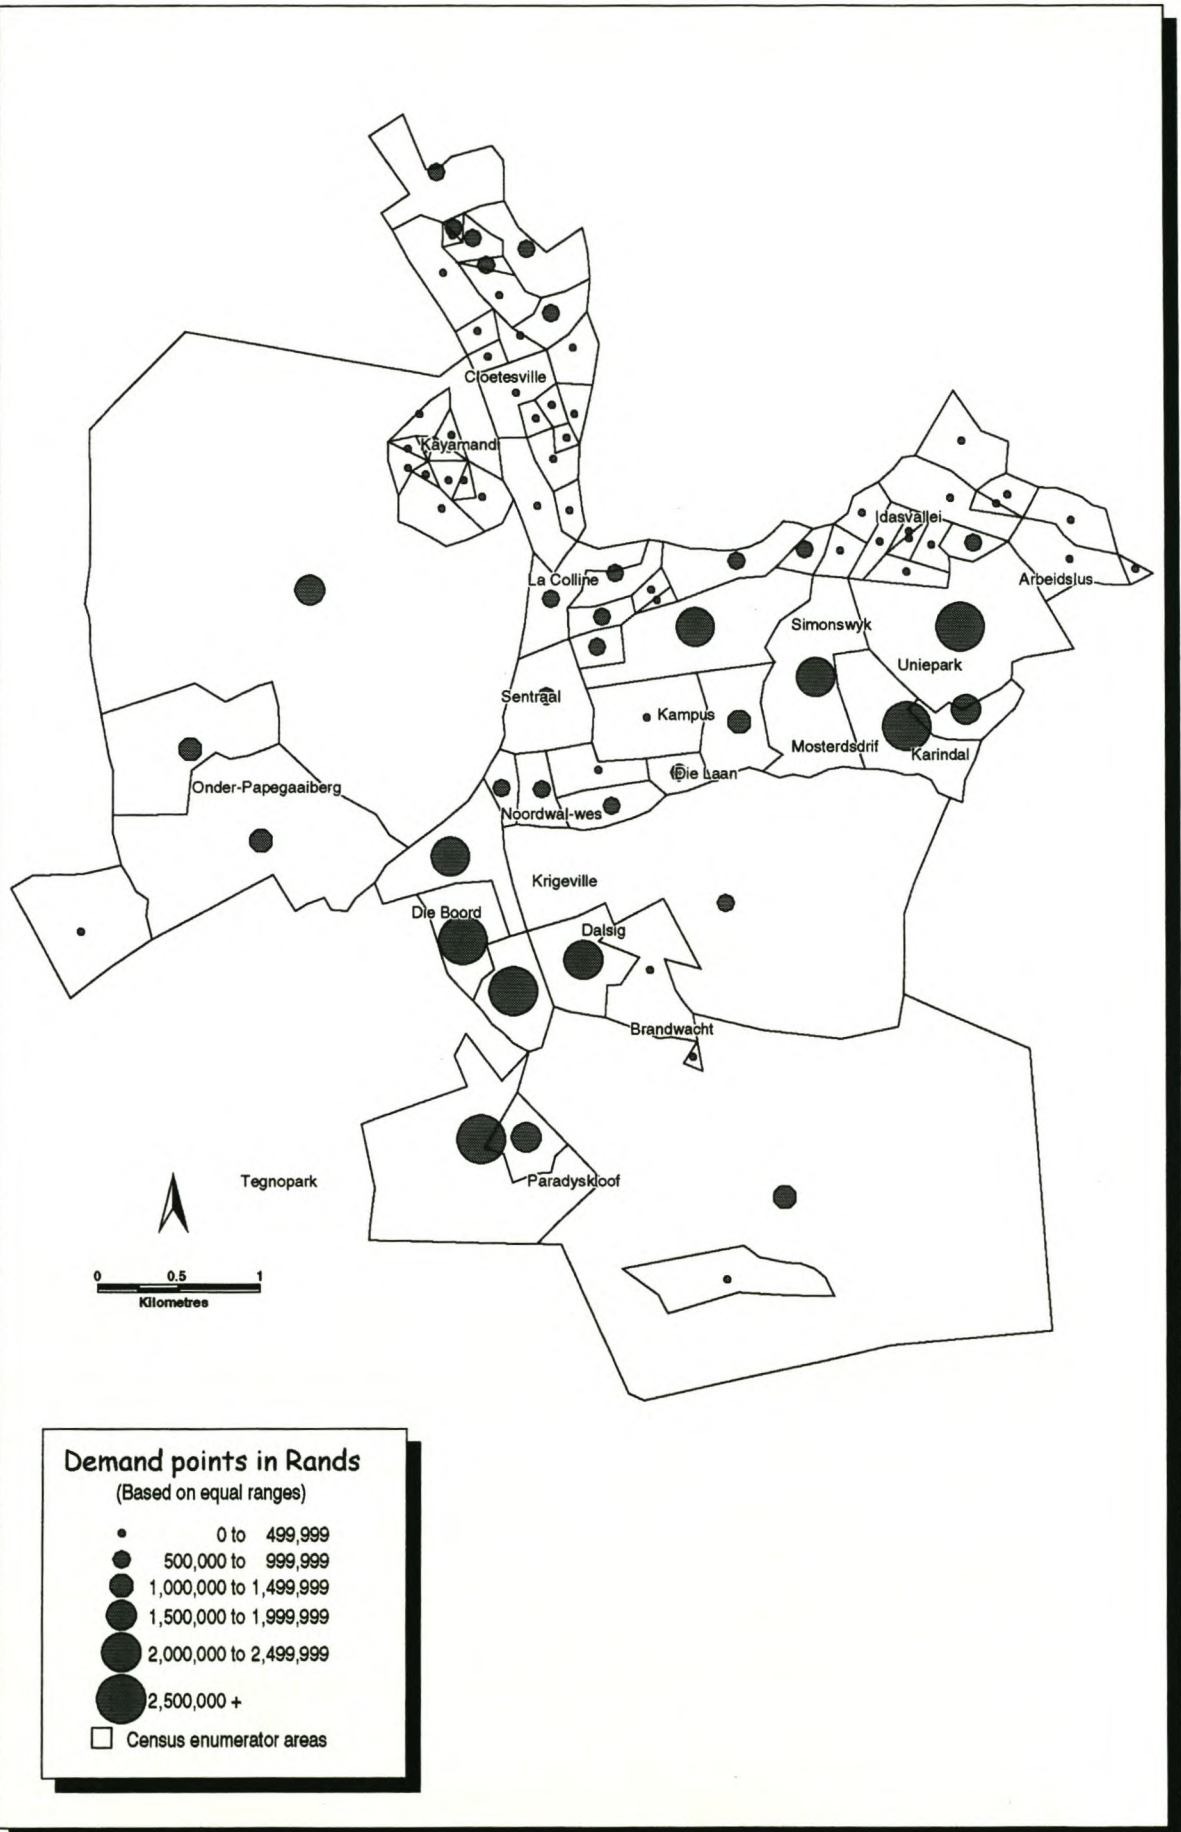 Cloetesville
Kayamandi
Idasvallei
La Colline
Arbeidslus
Simonswyk
Uniepark
Sentraal
Kampus
Mosterdsdrif
Karindal
Die Laan
Onder-Papegaaiberg
Noordwal-wes
Krigeville
Die Boord
Dalsig
Brandwacht
Tegnopark
Paradyskloof
0 0.5 1
Kilometres
Demand points in Rands
(Based on equal ranges)
0 to 499,999
500,000 to 999,999
1,000,000 to 1,499,999
1,500,000 to 1,999,999
2,000,000 to 2,499,999
2,500,000 +
Census enumerator areas